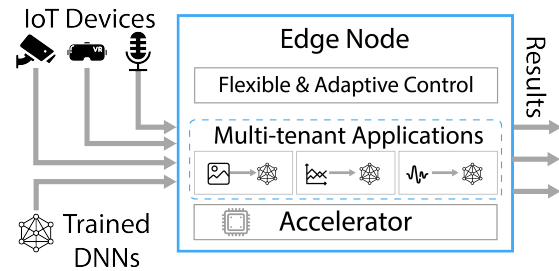 IoT Devices
VR
Edge Node
Flexible & Adaptive Control
Multi-tenant Applications
Accelerator
Trained
DNNs
Results